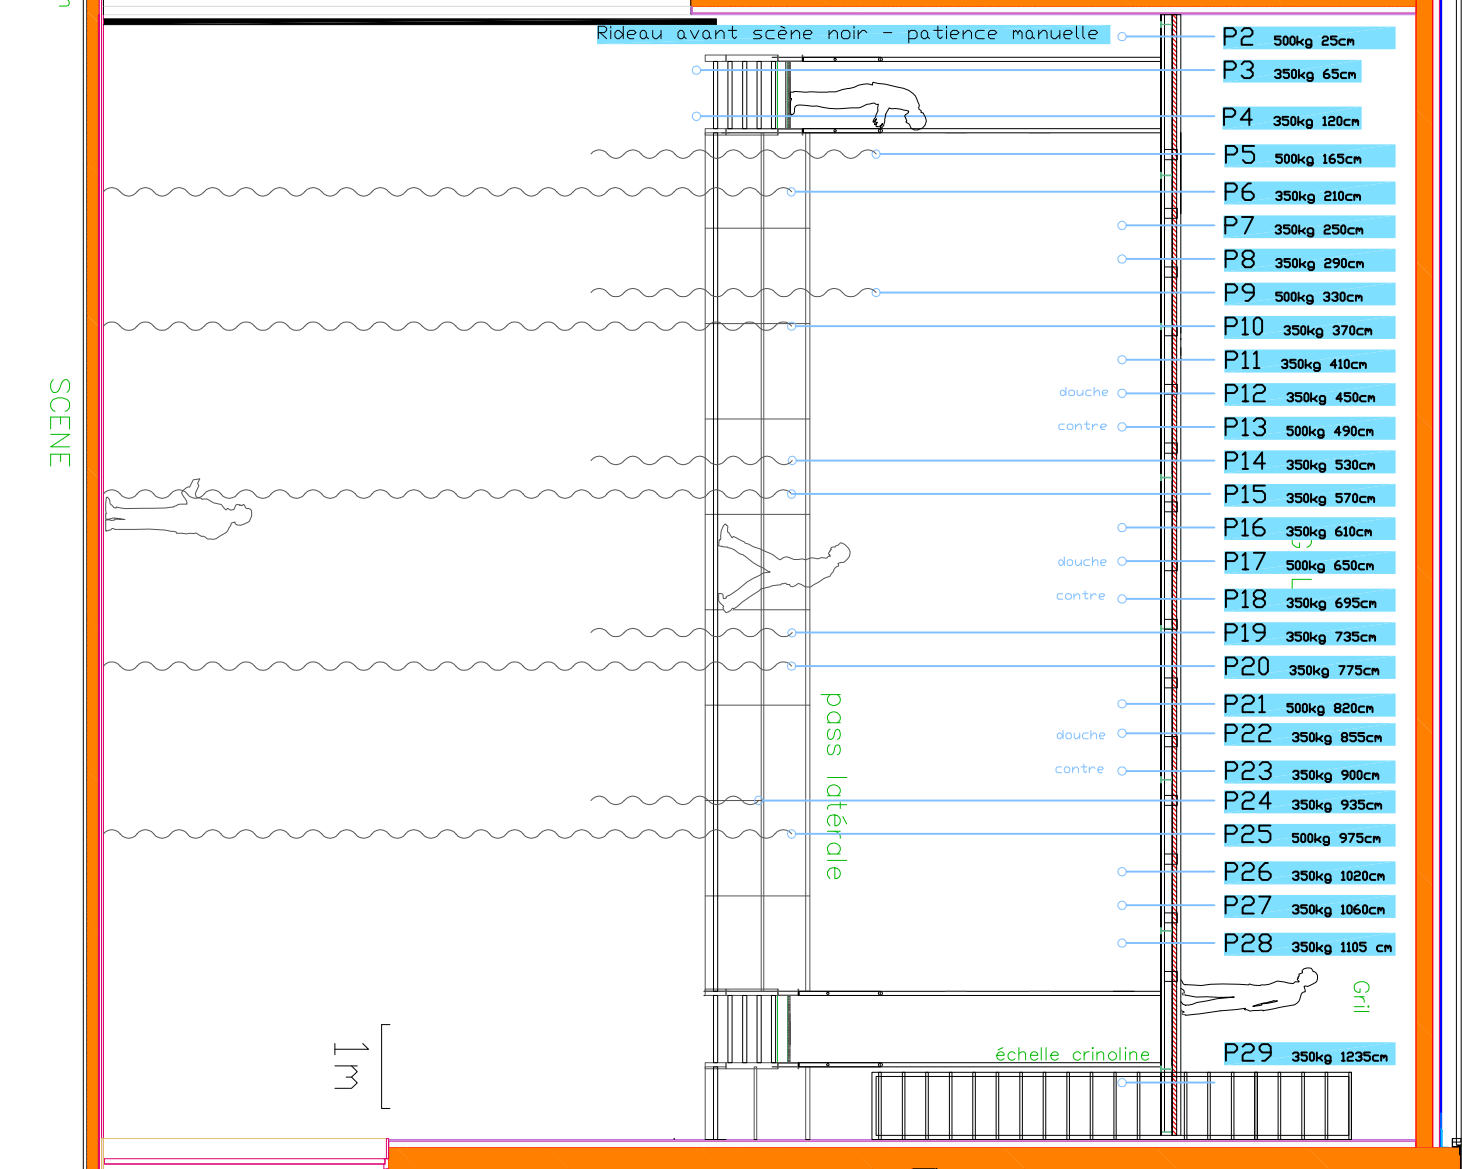 Rideau avant scène noir - patience manuelle
P2 500kg 25cm
P3 350kg 65cm
P4 350kg 120cm
P5 500kg 165cm
P6 350kg 210cm
P7 350kg 250cm
P8 350kg 290cm
P9 500kg 330cm
P10 350kg 370cm
P11 350kg 410cm
douche P12 350kg 450cm
contre P13 500kg 490cm
P14 350kg 530cm
P15 350kg 570cm
P16 350kg 610cm
douche P17 500kg 650cm
contre P18 350kg 695cm
P19 350kg 735cm
P20 350kg 775cm
P21 500kg 820cm
douche P22 350kg 855cm
contre P23 350kg 900cm
P24 350kg 935cm
P25 500kg 975cm
P26 350kg 1020cm
P27 350kg 1060cm
P28 350kg 1105 cm
P29 350kg 1235cm
SCENE
pass latérale
Gril
échelle crinoline
1m